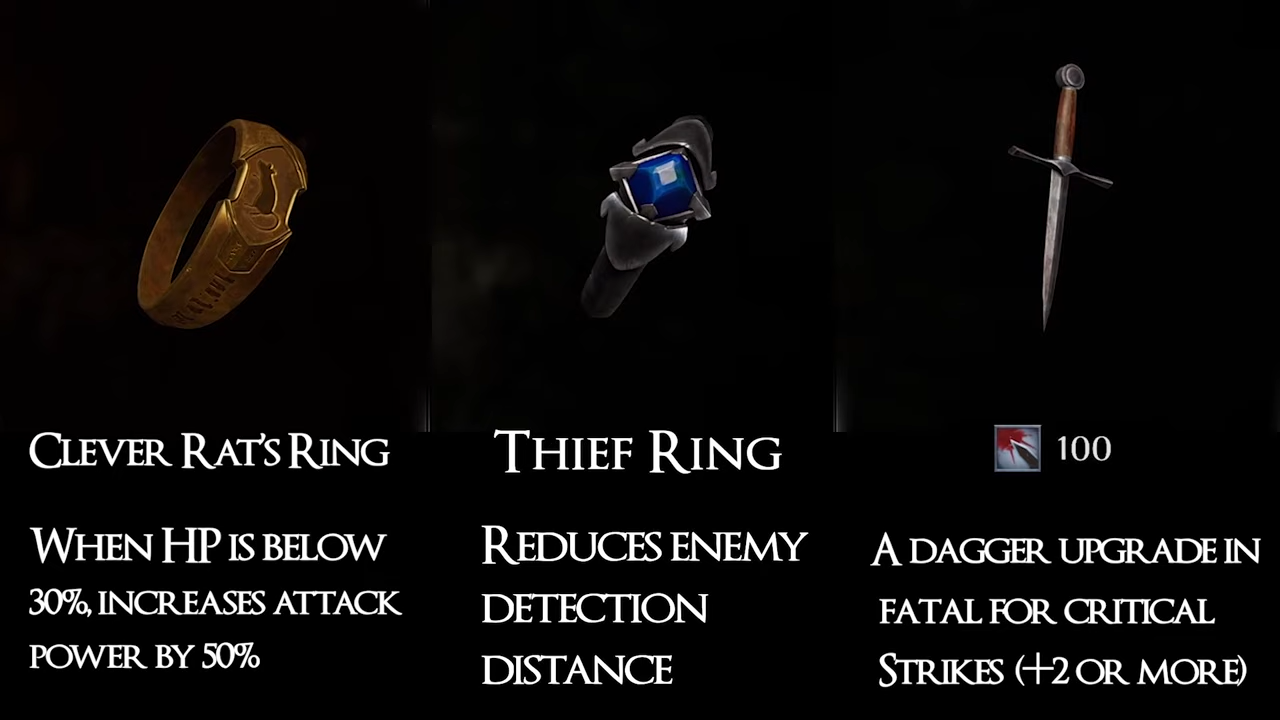 Clever Rat's Ring
When HP is below
30%, increases attack
power by 50%
Thief Ring
Reduces enemy
detection
distance
100
A dagger upgrade in
fatal for critical
Strikes (+2 or more)